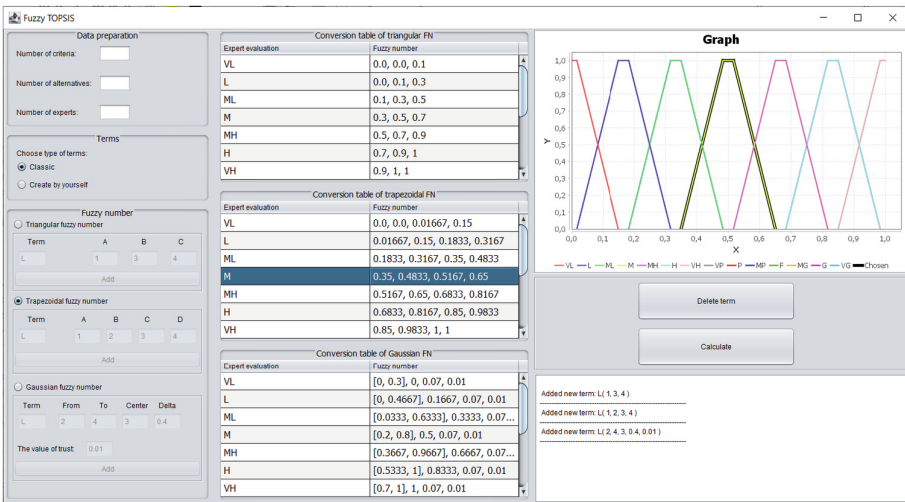 Fuzzy TOPSIS
Data preparation
Number of criteria:
Number of alternatives:
Number of experts:
Terms
Choose type of terms:
Classic
Create by yourself
Fuzzy number
Triangular fuzzy number
Term A B C
L 1 3 4
Add
Trapezoidal fuzzy number
Term A B C D
L 1 2 3 4
Add
Gaussian fuzzy number
Term From To Center Delta
L 2 4 3 0.4
The value of trust: 0.01
Add
Conversion table of triangular FN
Expert evaluation Fuzzy number
VL 0.0, 0.0, 0.1
L 0.0, 0.1, 0.3
ML 0.1, 0.3, 0.5
M 0.3, 0.5, 0.7
MH 0.5, 0.7, 0.9
H 0.7, 0.9, 1
VH 0.9, 1, 1
Conversion table of trapezoidal FN
Expert evaluation Fuzzy number
VL 0.0, 0.0, 0.01667, 0.15
L 0.01667, 0.15, 0.1833, 0.3167
ML 0.1833, 0.3167, 0.35, 0.4833
M 0.35, 0.4833, 0.5167, 0.65
MH 0.5167, 0.65, 0.6833, 0.8167
H 0.6833, 0.8167, 0.85, 0.9833
VH 0.85, 0.9833, 1, 1
Conversion table of Gaussian FN
Expert evaluation Fuzzy number
VL [0, 0.3], 0, 0.07, 0.01
L [0, 0.4667], 0.1667, 0.07, 0.01
ML [0.0333, 0.6333], 0.3333, 0.07...
M [0.2, 0.8], 0.5, 0.07, 0.01
MH [0.3667, 0.9667], 0.6667, 0.07...
H [0.5333, 1], 0.8333, 0.07, 0.01
VH [0.7, 1], 1, 0.07, 0.01
Graph
1,0
0,9
0,8
0,7
0,6
0,5
0,4
0,3
0,2
0,1
0,0
Y
0,0 0,1 0,2 0,3 0,4 0,5 0,6 0,7 0,8 0,9 1,0
X
VL L ML M MH H VH VP P MP F MG G VG Chosen
Delete term
Calculate
Added new term: L( 1, 3, 4 )
Added new term: L( 1, 2, 3, 4 )
Added new term: L( 2, 4, 3, 0.4, 0.01 )